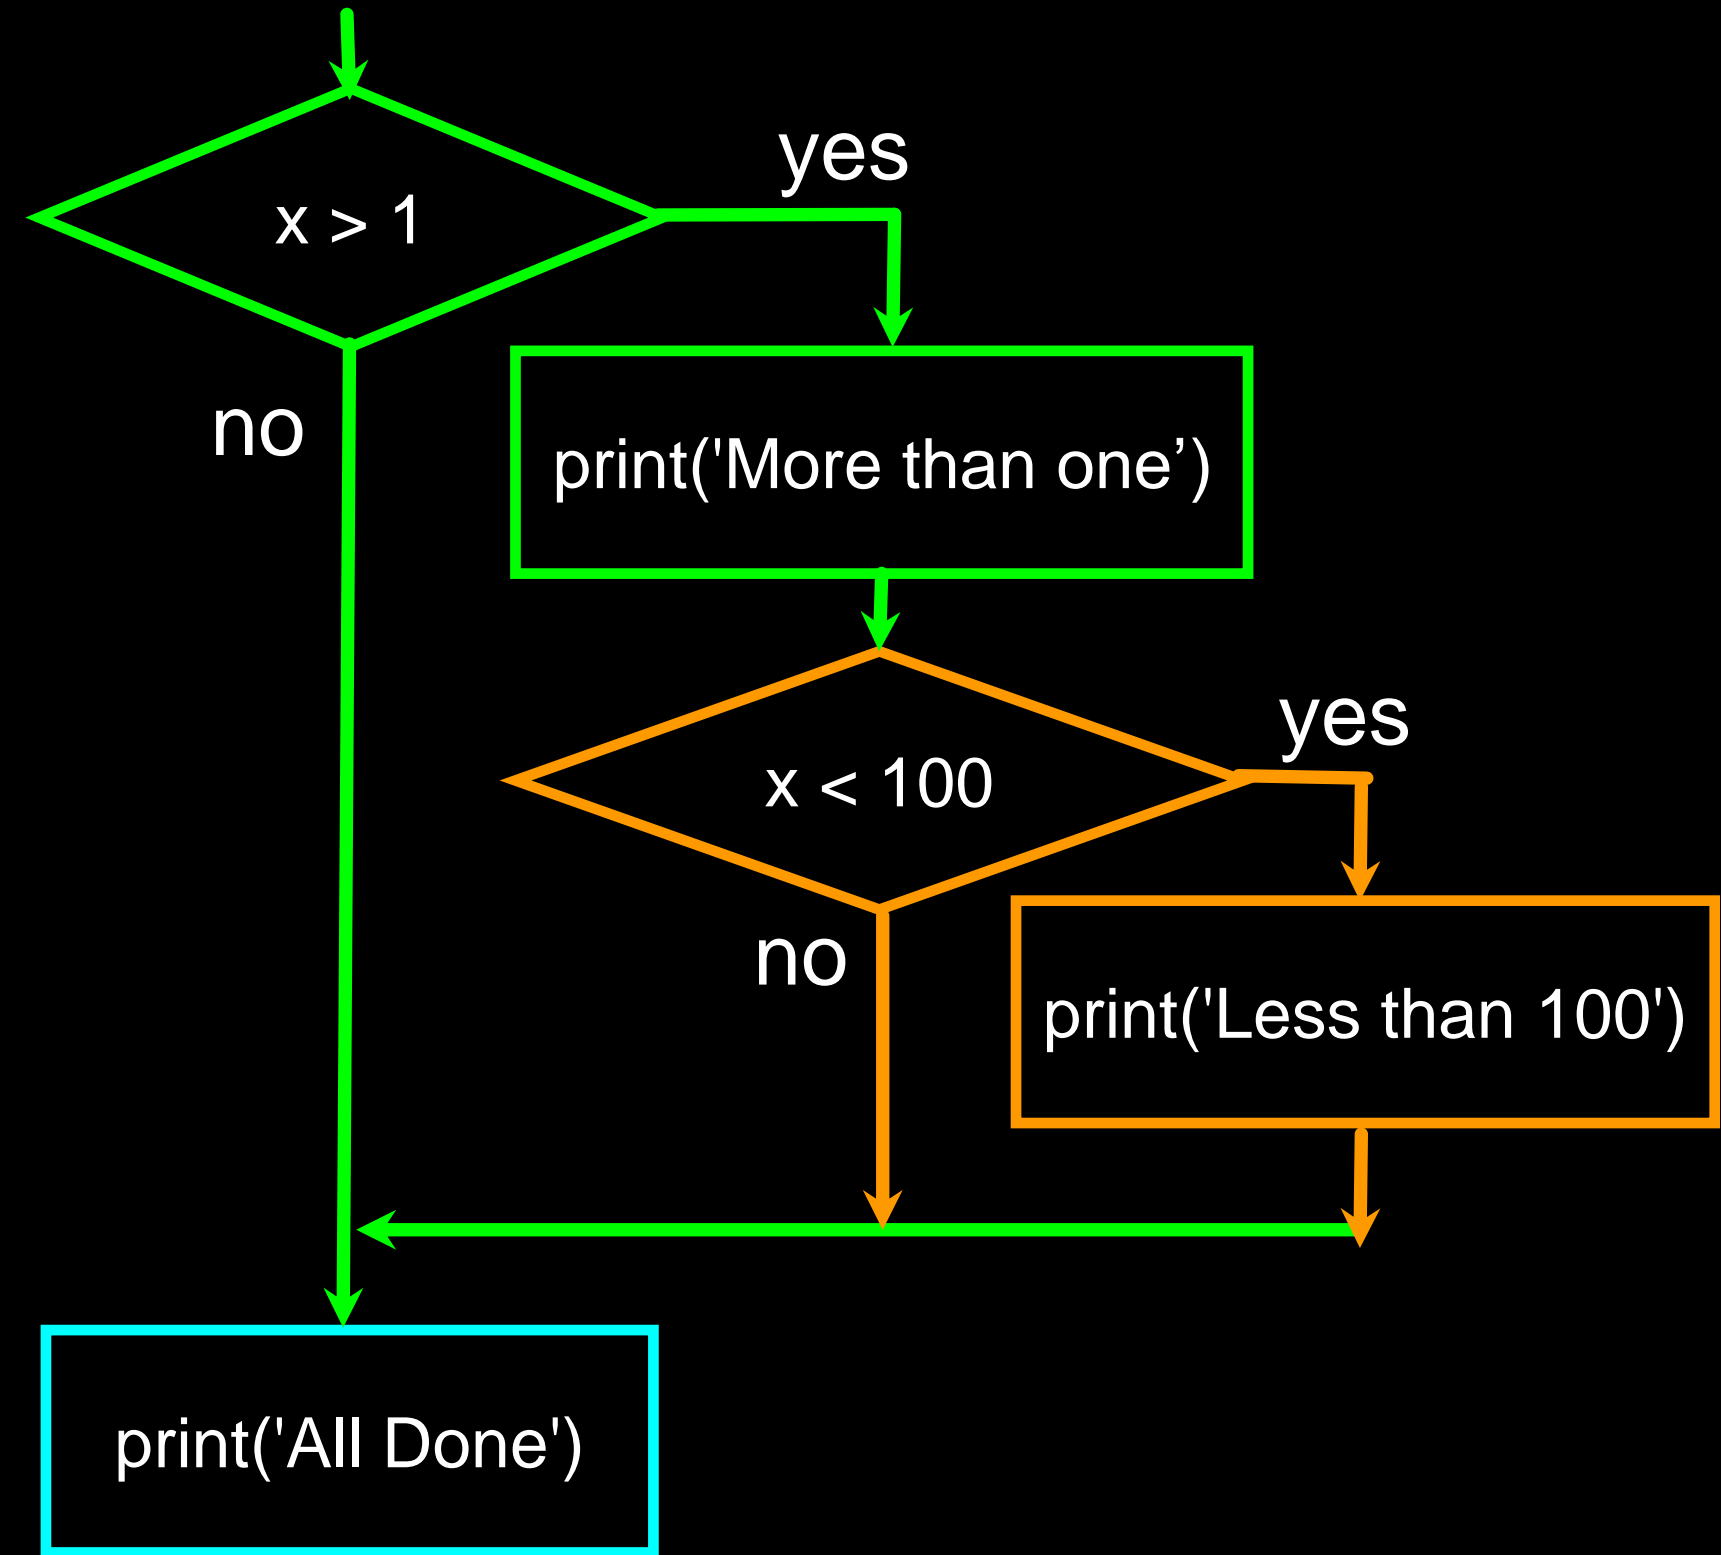 yes
x > 1
no
print('More than one’)
yes
x < 100
no
print('Less than 100')
print('All Done')